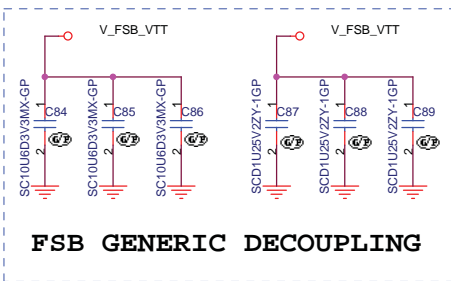 V_FSB_VTT
V_FSB_VTT
SC10U6D3V3MX-GP
1
C84
G/P
2
SC10U6D3V3MX-GP
1
C85
G/P
2
SC10U6D3V3MX-GP
1
C86
G/P
2
SCD1U25V2ZY-1GP
1
C87
G/P
2
SCD1U25V2ZY-1GP
1
C88
G/P
2
SCD1U25V2ZY-1GP
1
C89
G/P
2
FSB GENERIC DECOUPLING